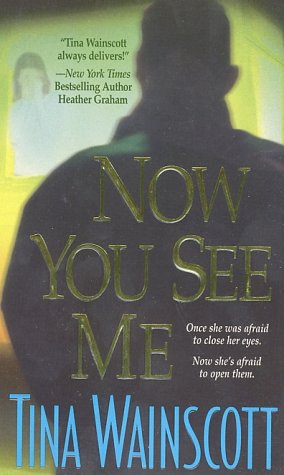 "Tina Wainscott
always delivers!"
—New York Times
Bestselling Author
Heather Graham
NOW
YOU SEE
ME
Once she was afraid
to close her eyes.
Now she's afraid
to open them.
TINA WAINSCOTT